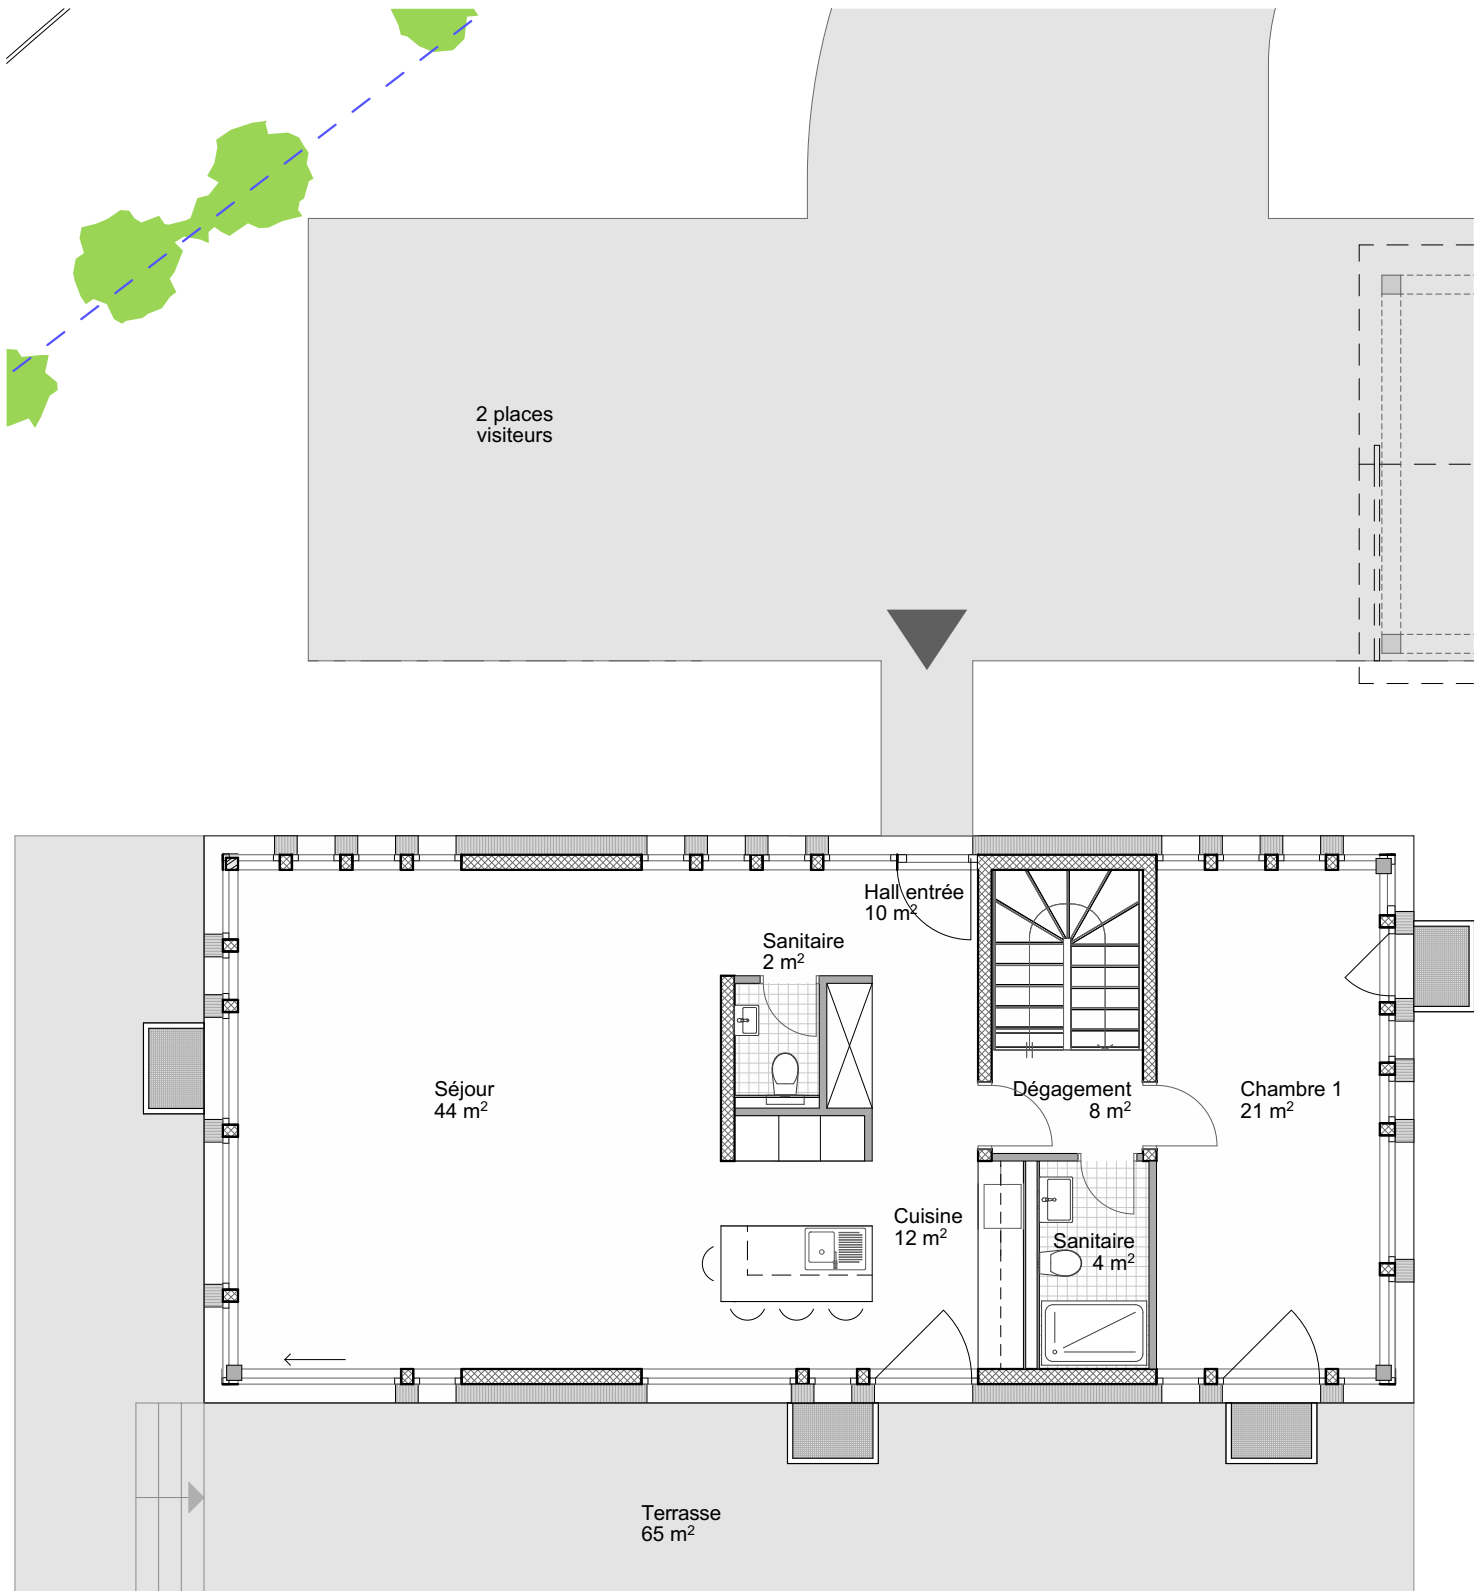 2 places
visiteurs
Hall entrée
10 m²
Sanitaire
2 m²
Séjour
44 m²
Dégagement
8 m²
Chambre 1
21 m²
Cuisine
12 m²
Sanitaire
4 m²
Terrasse
65 m²